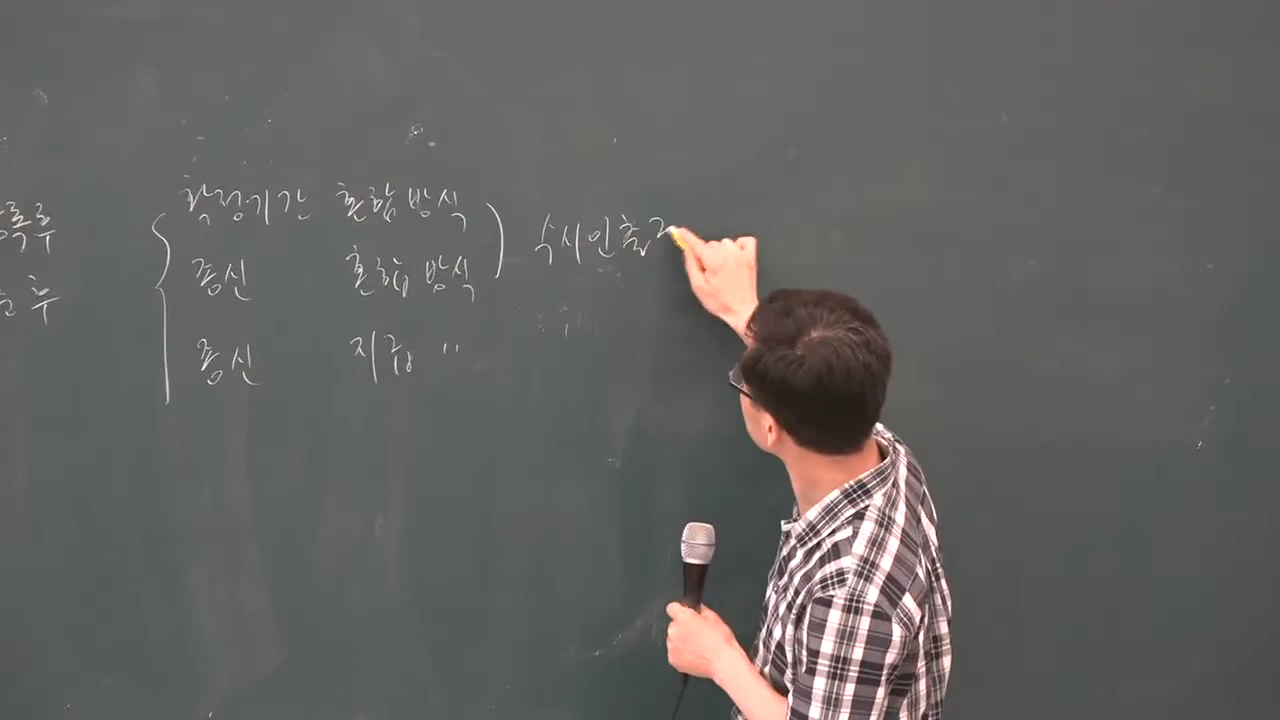 확정기간 혼합 방식 수시인출
종신 혼합 방식
종신 지급 "